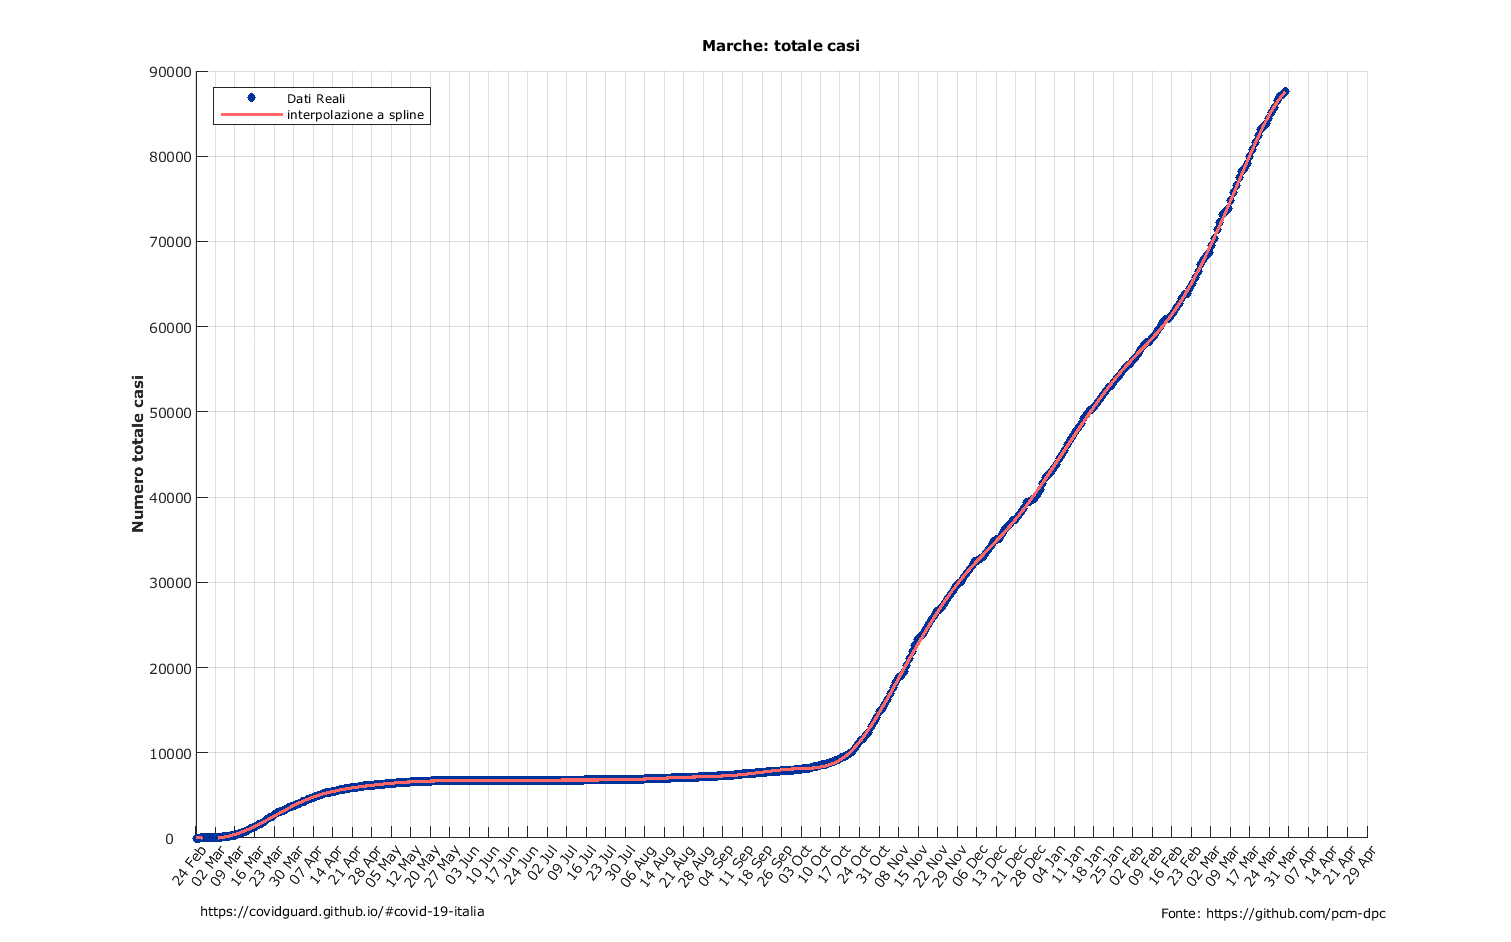 Marche: totale casi
Dati Reali
interpolazione a spline
Numero totale casi
90000
80000
70000
60000
50000
40000
30000
20000
10000
0
24 Feb
02 Mar
09 Mar
16 Mar
23 Mar
30 Mar
07 Apr
14 Apr
21 Apr
28 Apr
05 May
12 May
20 May
27 May
03 Jun
10 Jun
17 Jun
24 Jun
02 Jul
09 Jul
16 Jul
23 Jul
30 Jul
06 Aug
14 Aug
21 Aug
28 Aug
04 Sep
11 Sep
18 Sep
26 Sep
03 Oct
10 Oct
17 Oct
24 Oct
31 Oct
08 Nov
15 Nov
22 Nov
29 Nov
06 Dec
13 Dec
21 Dec
28 Dec
04 Jan
11 Jan
18 Jan
25 Jan
02 Feb
09 Feb
16 Feb
23 Feb
02 Mar
09 Mar
17 Mar
24 Mar
31 Mar
07 Apr
14 Apr
21 Apr
29 Apr
https://covidguard.github.io/#covid-19-italia
Fonte: https://github.com/pcm-dpc